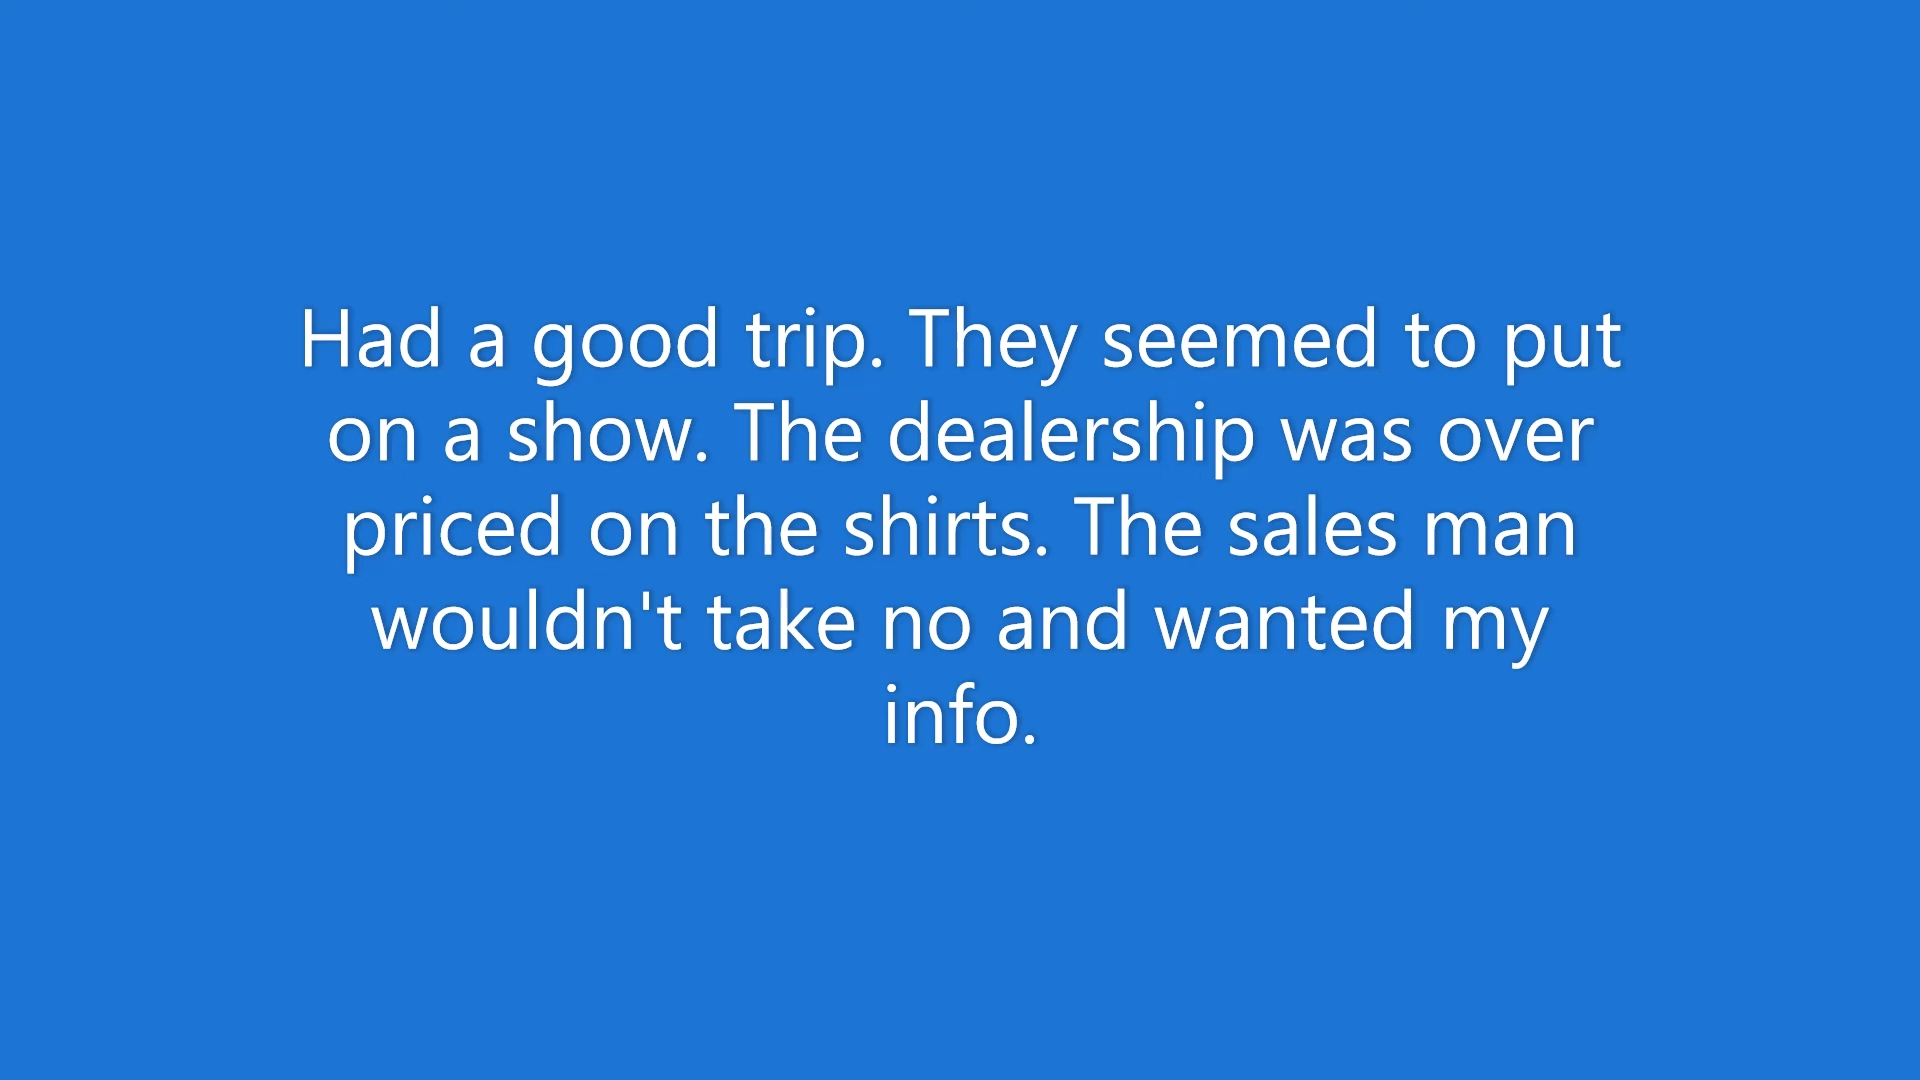 Had a good trip. They seemed to put
on a show. The dealership was over
priced on the shirts. The sales man
wouldn't take no and wanted my
info.